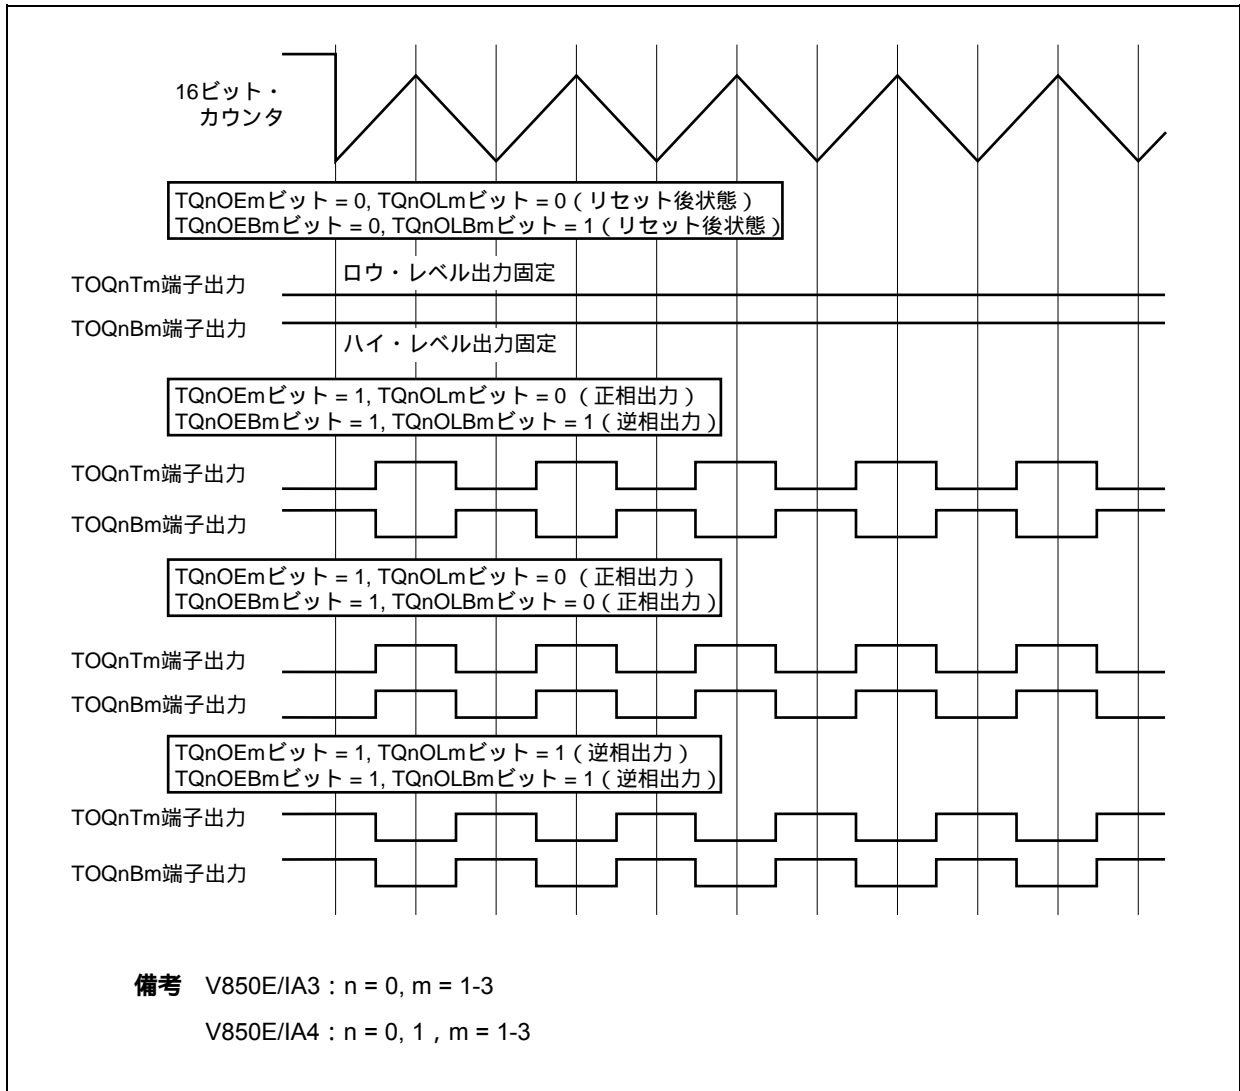 16ビット・
カウンタ
TQnOEmビット = 0, TQnOLmビット = 0（リセット後状態）
TQnOEBmビット = 0, TQnOLBmビット = 1（リセット後状態）
TOQnTm端子出力
ロウ・レベル出力固定
TOQnBm端子出力
ハイ・レベル出力固定
TQnOEmビット = 1, TQnOLmビット = 0 （正相出力）
TQnOEBmビット = 1, TQnOLBmビット = 1（逆相出力）
TOQnTm端子出力
TOQnBm端子出力
TQnOEmビット = 1, TQnOLmビット = 0 （正相出力）
TQnOEBmビット = 1, TQnOLBmビット = 0（正相出力）
TOQnTm端子出力
TOQnBm端子出力
TQnOEmビット = 1, TQnOLmビット = 1（逆相出力）
TQnOEBmビット = 1, TQnOLBmビット = 1（逆相出力）
TOQnTm端子出力
TOQnBm端子出力
備考 V850E/IA3：n = 0, m = 1-3
V850E/IA4：n = 0, 1，m = 1-3